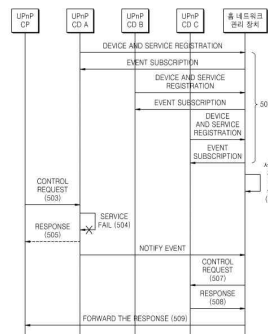 UPnP
CP
UPnP
CD A
UPnP
CD B
UPnP
CD C
홈 네트워크
관리 장치
DEVICE AND SERVICE REGISTRATION
EVENT SUBSCRIPTION
DEVICE AND SERVICE
REGISTRATION
EVENT SUBSCRIPTION
DEVICE
AND SERVICE
REGISTRATION
EVENT
SUBSCRIPTION
CONTROL
REQUEST
(503)
SERVICE
FAIL (504)
RESPONSE
(505)
NOTIFY EVENT
CONTROL
REQUEST
(507)
RESPONSE
(508)
FORWARD THE RESPONSE (509)